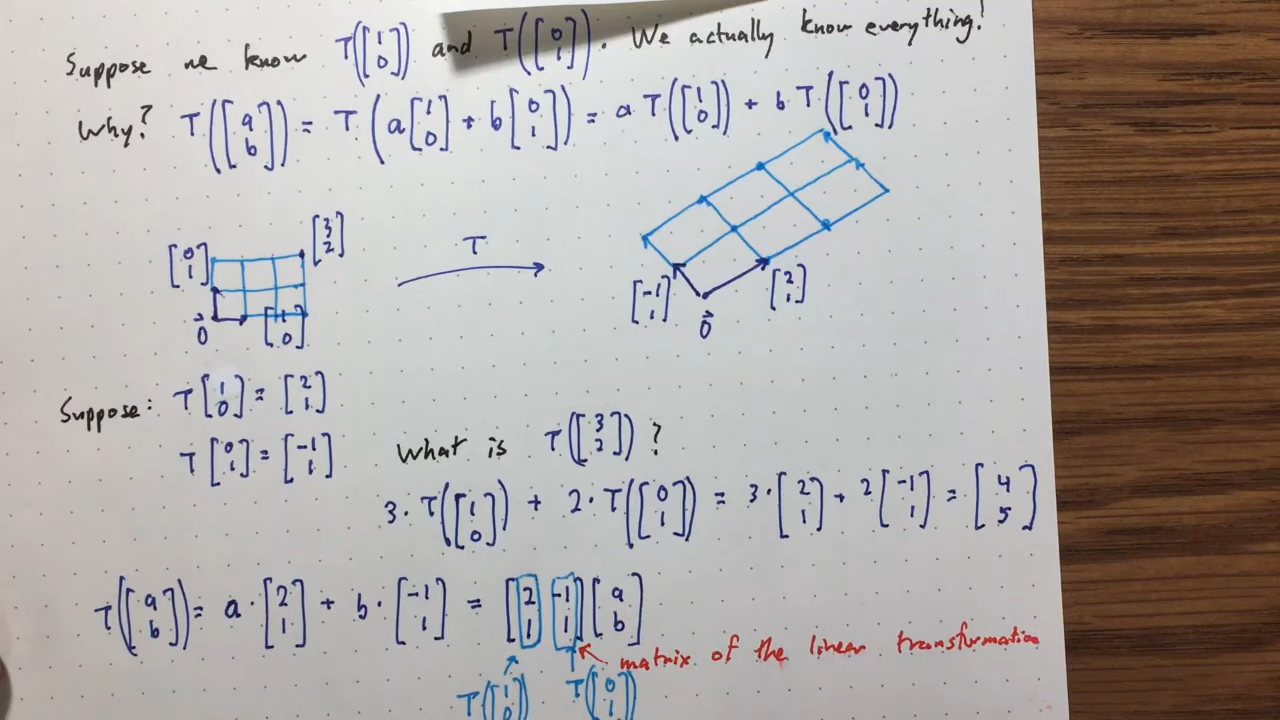 Suppose we know T([1 0]) and T([0 1]). We actually know everything!
Why? T([a b]) = T(a[1 0] + b[0 1]) = a T([1 0]) + b T([0 1])
[0 1] [3 2]
0⃗ [1 0]
T
[-1 1] 0⃗ [2 1]
Suppose: T[1 0] = [2 1]
T[0 1] = [-1 1]
What is T([3 2])?
3·T([1 0]) + 2·T([0 1]) = 3·[2 1] + 2[-1 1] = [4 5]
T([a b]) = a·[2 1] + b·[-1 1] = [2 -1 1 1][a b]
matrix of the linear transformation
T([1 0]) T([0 1])